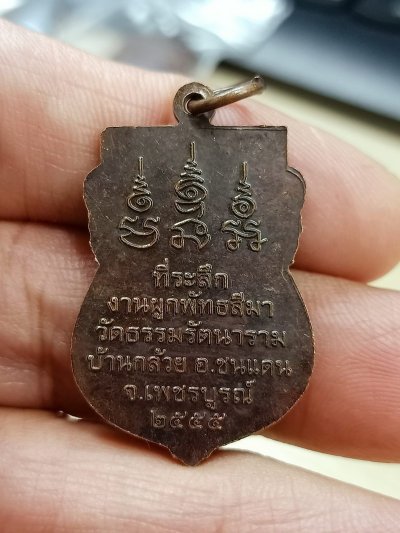 ที่ระลึก
งานผูกพัทธสีมา
วัดธรรมรัตนาราม
บ้านกล้วย อ.ชนแดน
จ.เพชรบูรณ์
๒๕๕๕